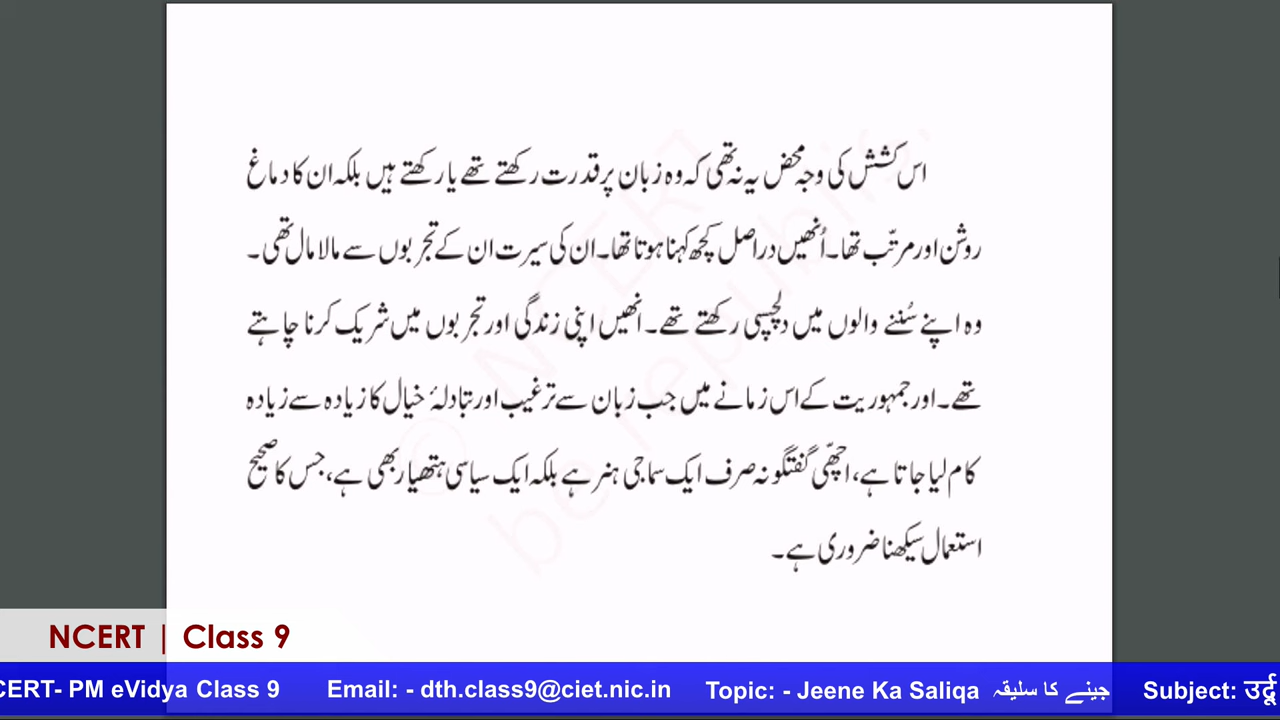 اس کشش کی وجہ محض یہ نہ تھی کہ وہ زبان پر قدرت رکھتے تھے یا رکھتے ہیں بلکہ ان کا دماغ
روشن اور مرتّب تھا۔ اُنھیں دراصل کچھ کہنا ہوتا تھا۔ ان کی سیرت ان کے تجربوں سے مالا مال تھی۔
وہ اپنے سُننے والوں میں دلچسپی رکھتے تھے۔ انھیں اپنی زندگی اور تجربوں میں شریک کرنا چاہتے
تھے۔ اور جمہوریت کے اس زمانے میں جب زبان سے ترغیب اور تبادلۂ خیال کا زیادہ سے زیادہ
کام لیا جاتا ہے، اچھّی گفتگو نہ صرف ایک سماجی ہنر ہے بلکہ ایک سیاسی ہتھیار بھی ہے، جس کا صحیح
استعمال سیکھنا ضروری ہے۔
NCERT | Class 9
CERT- PM eVidya Class 9 Email: - dth.class9@ciet.nic.in Topic: - Jeene Ka Saliqa جینے کا سلیقہ Subject: उर्दू